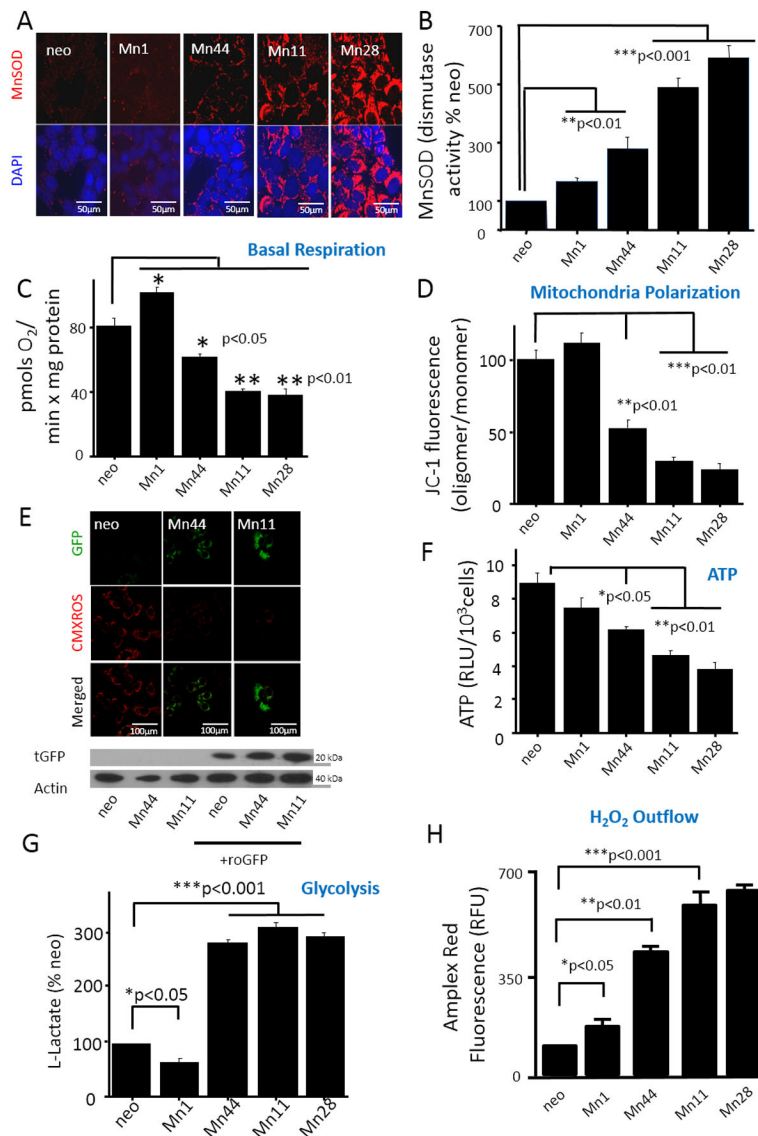 A
neo Mn1 Mn44 Mn11 Mn28
MnSOD
DAPI
50µm 50µm 50µm 50µm 50µm
B
MnSOD (dismutase
activity % neo)
700
500
300
100
0
***p<0.001
**p<0.01
neo Mn1 Mn44 Mn11 Mn28
Basal Respiration
C
pmols O₂/
min x mg protein
80
40
0
*
*
p<0.05
**
**
p<0.01
neo Mn1 Mn44 Mn11 Mn28
D
Mitochondria Polarization
JC-1 fluorescence
(oligomer/monomer)
100
50
0
***p<0.01
**p<0.01
neo Mn1 Mn44 Mn11 Mn28
E
neo Mn44 Mn11
GFP
CMXROS
Merged
100µm 100µm 100µm
tGFP
20 kDa
Actin
40 kDa
neo Mn44 Mn11 neo Mn44 Mn11
+roGFP
F
ATP
ATP (RLU/10³cells)
10
8
6
4
2
0
*p<0.05
**p<0.01
neo Mn1 Mn44 Mn11 Mn28
G
Glycolysis
L-Lactate (% neo)
300
200
100
0
***p<0.001
*p<0.05
neo Mn1 Mn44 Mn11 Mn28
H
H₂O₂ Outflow
Amplex Red
Fluorescence (RFU)
700
350
0
***p<0.001
**p<0.01
*p<0.05
neo Mn1 Mn44 Mn11 Mn28